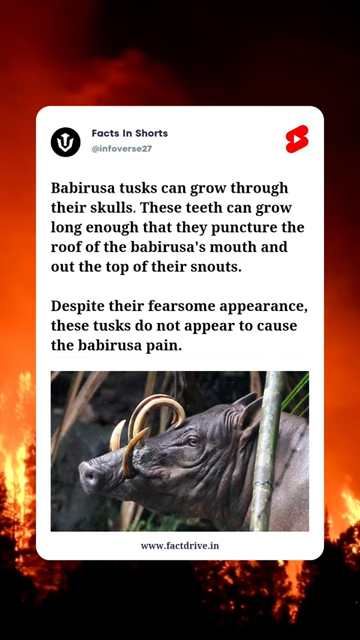 Facts In Shorts
@infoverse27
Babirusa tusks can grow through
their skulls. These teeth can grow
long enough that they puncture the
roof of the babirusa's mouth and
out the top of their snouts.
Despite their fearsome appearance,
these tusks do not appear to cause
the babirusa pain.
www.factdrive.in